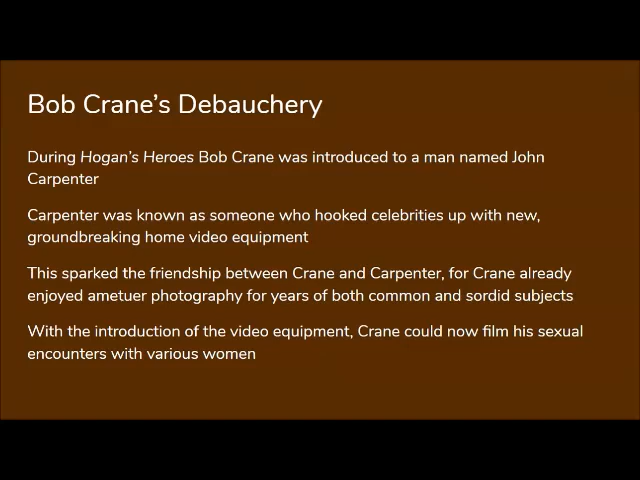 Bob Crane's Debauchery
During Hogan's Heroes Bob Crane was introduced to a man named John
Carpenter
Carpenter was known as someone who hooked celebrities up with new,
groundbreaking home video equipment
This sparked the friendship between Crane and Carpenter, for Crane already
enjoyed ametuer photography for years of both common and sordid subjects
With the introduction of the video equipment, Crane could now film his sexual
encounters with various women